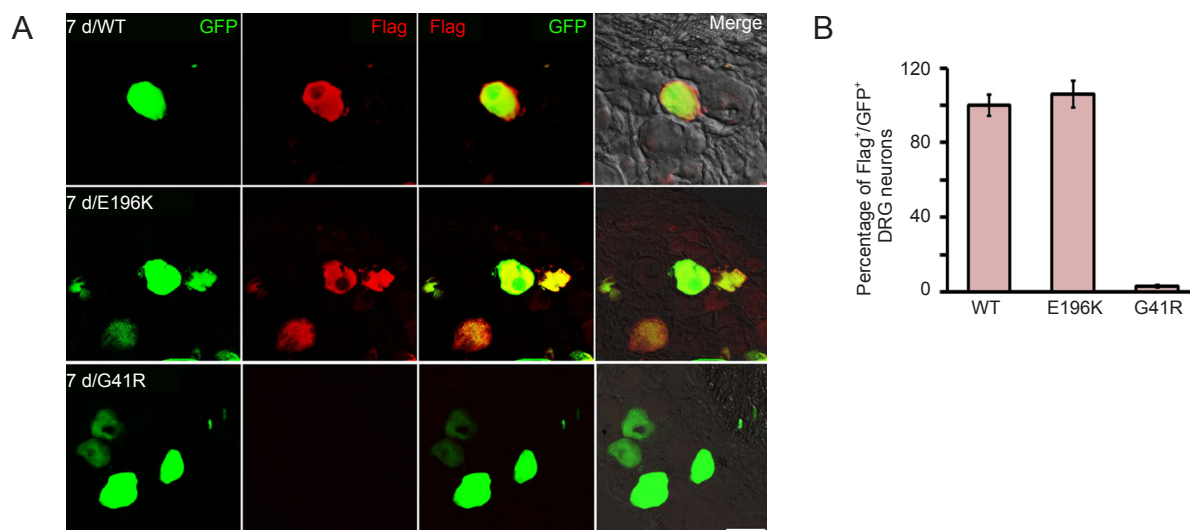 A
7 d/WT GFP Flag Flag GFP Merge
7 d/E196K
7 d/G41R
B
Percentage of Flag⁺/GFP⁺
DRG neurons
120
80
40
0
WT E196K G41R